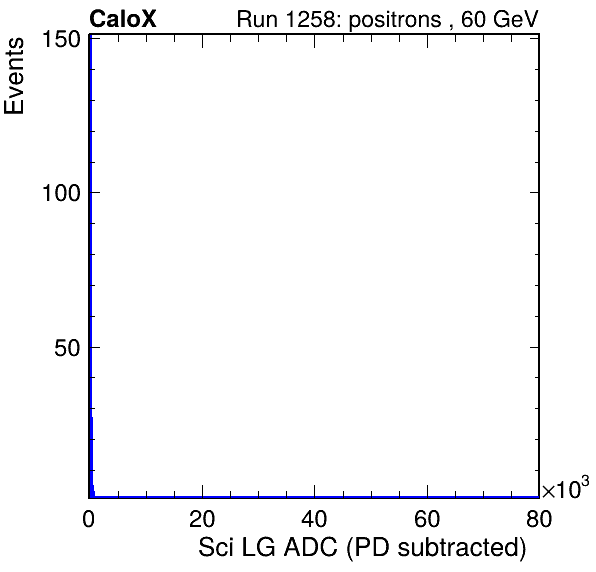 CaloX Run 1258: positrons , 60 GeV
Events
150
100
50
0 20 40 60 80
×10³
Sci LG ADC (PD subtracted)